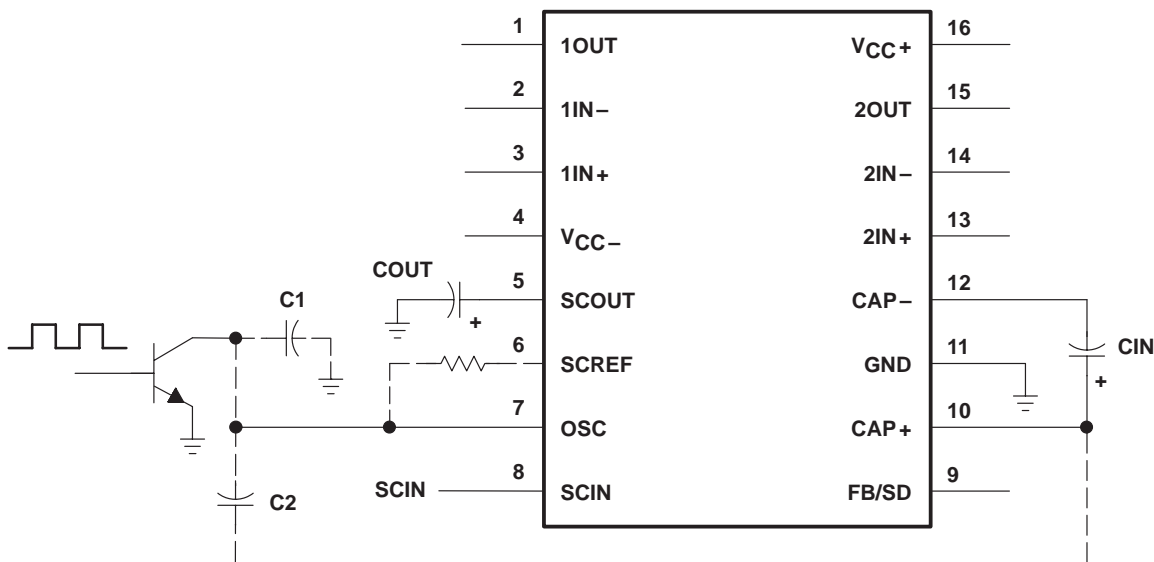 1 1OUT VCC+ 16
2 1IN– 2OUT 15
3 1IN+ 2IN– 14
4 VCC– 2IN+ 13
COUT
5 SCOUT CAP– 12
+
C1
6 SCREF GND 11
CIN
+
7 OSC CAP+ 10
SCIN 8 SCIN FB/SD 9
C2